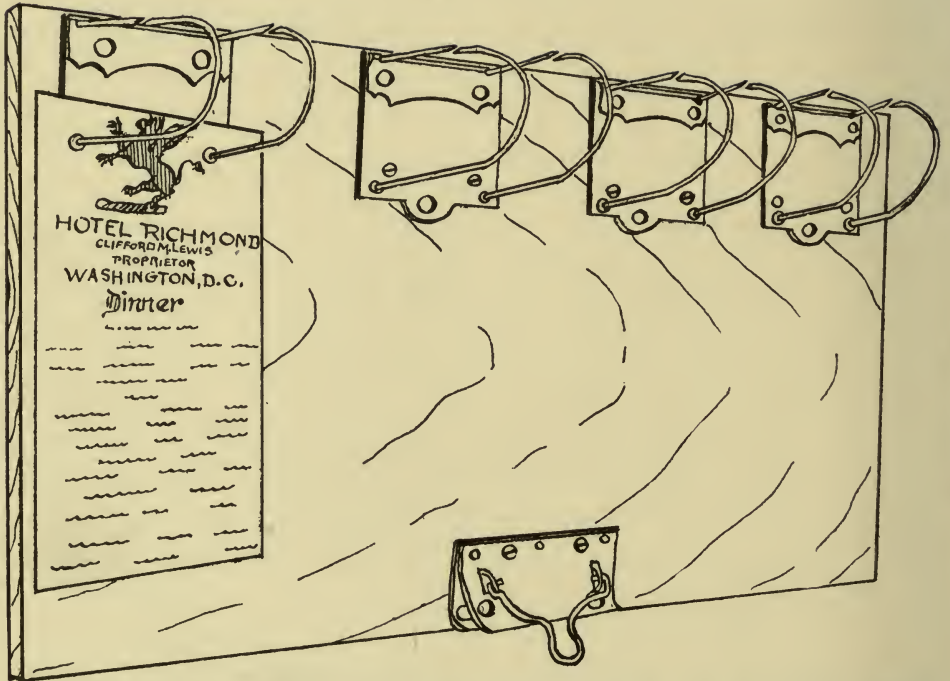 HOTEL RICHMOND
CLIFFORD M. LEWIS
PROPRIETOR
WASHINGTON, D.C.
Dinner